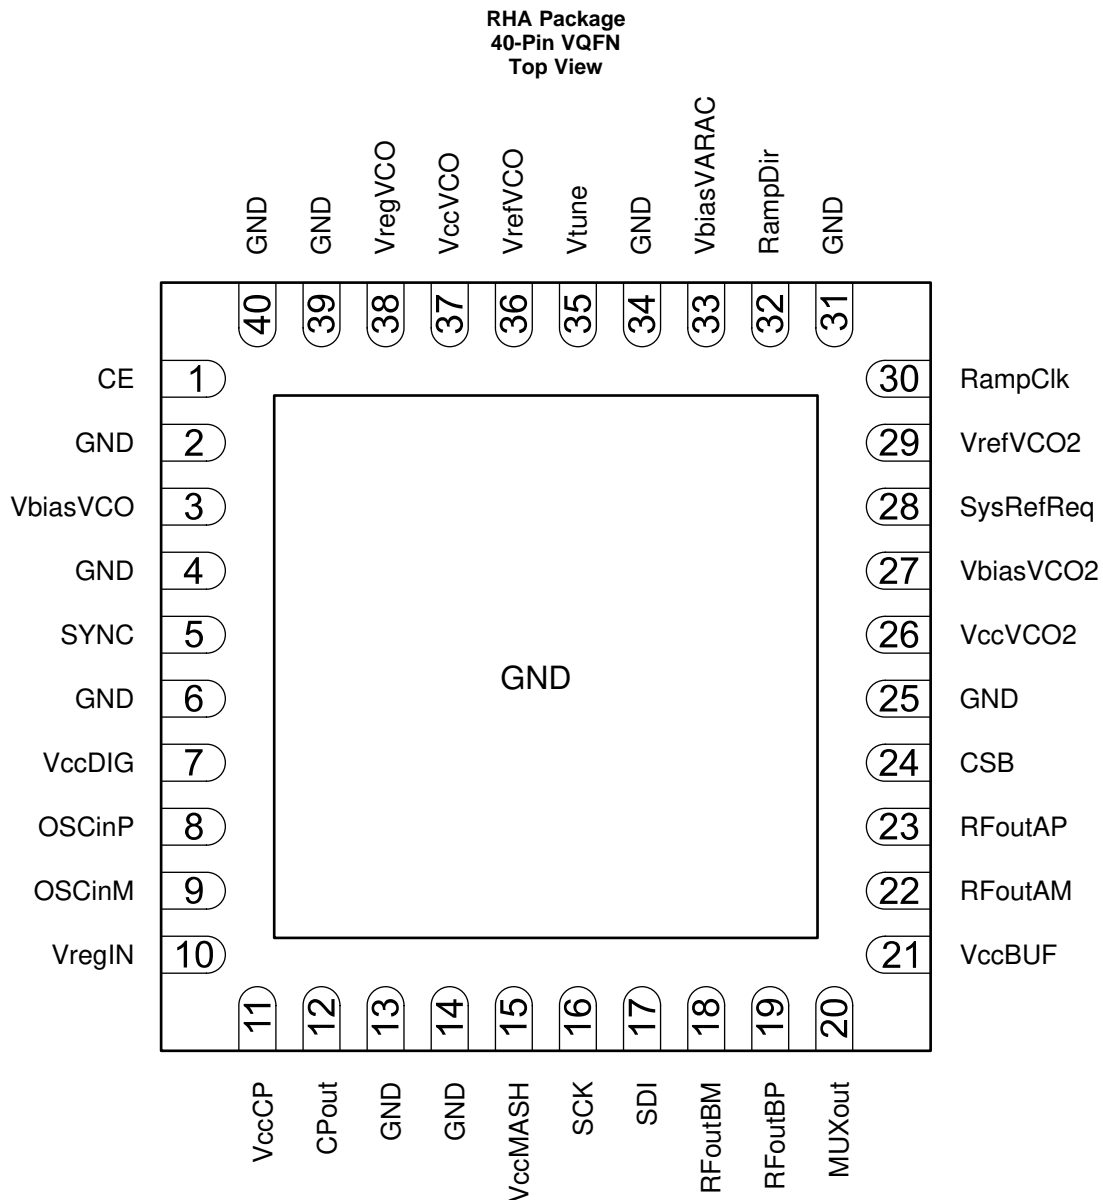 RHA Package
40-Pin VQFN
Top View
GND
GND
VregVCO
VccVCO
VrefVCO
Vtune
GND
VbiasVARAC
RampDir
GND
40
39
38
37
36
35
34
33
32
31
CE 1
GND 2
VbiasVCO 3
GND 4
SYNC 5
GND 6
VccDIG 7
OSCinP 8
OSCinM 9
VregIN 10
GND
30 RampClk
29 VrefVCO2
28 SysRefReq
27 VbiasVCO2
26 VccVCO2
25 GND
24 CSB
23 RFoutAP
22 RFoutAM
21 VccBUF
11
12
13
14
15
16
17
18
19
20
VccCP
CPout
GND
GND
VccMASH
SCK
SDI
RFoutBM
RFoutBP
MUXout